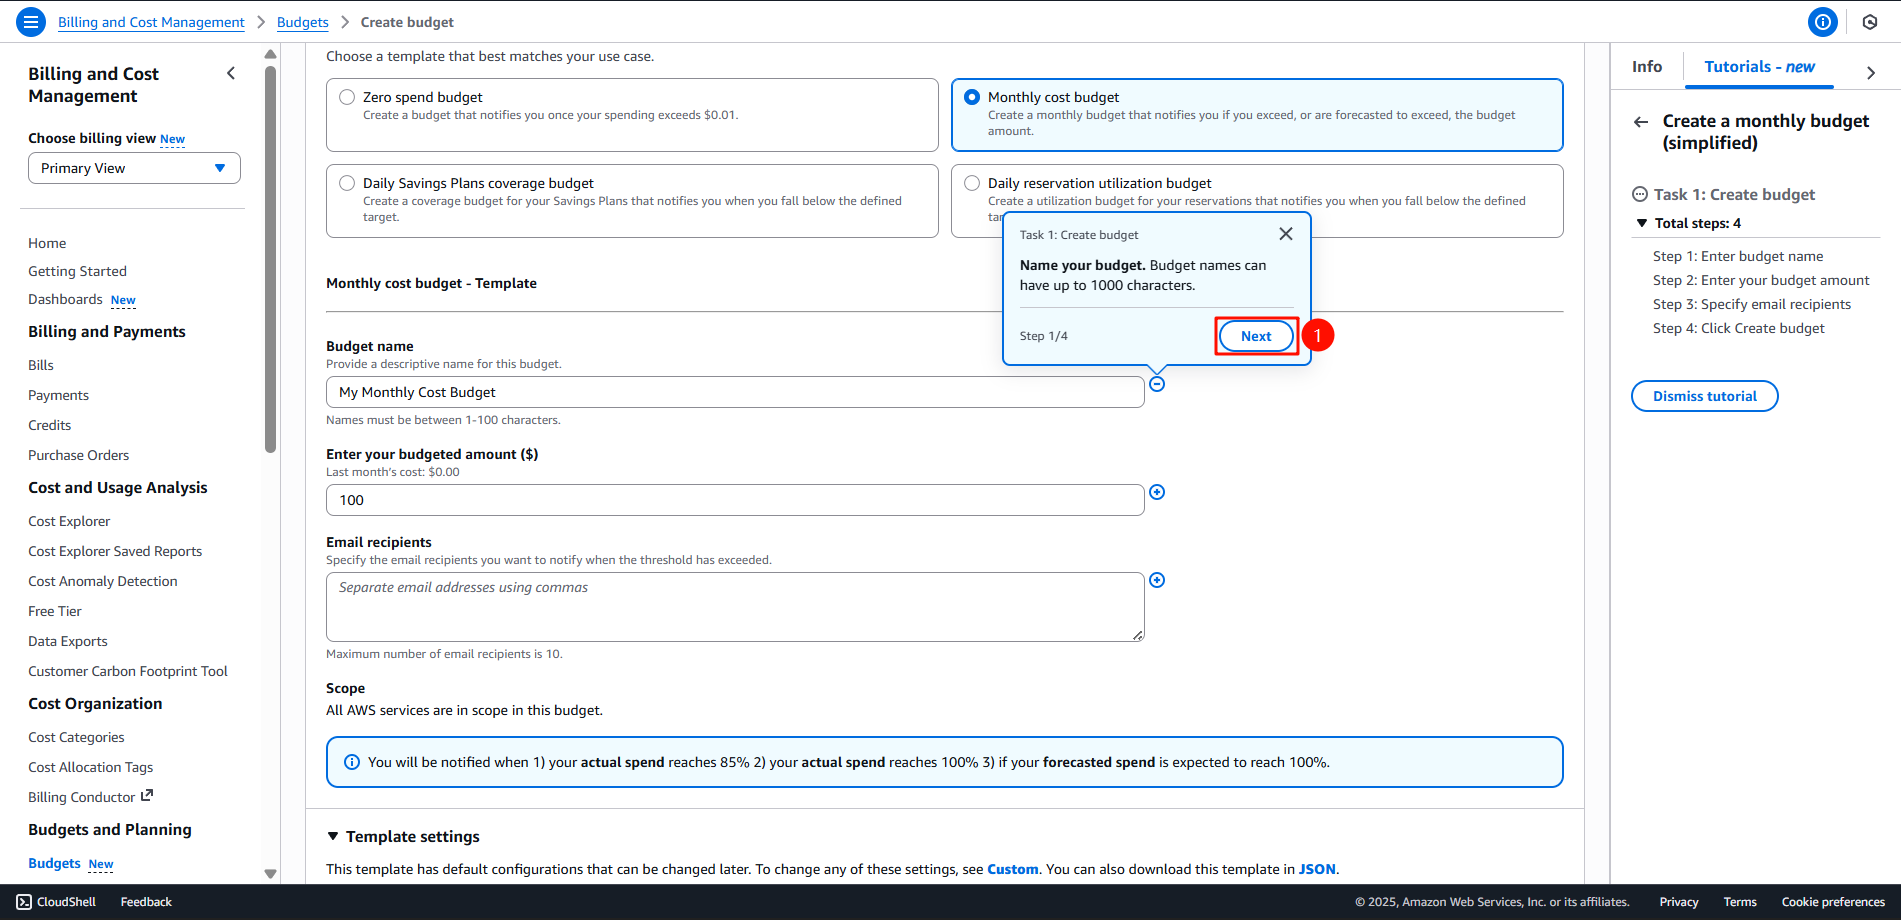 Billing and Cost Management > Budgets > Create budget
Billing and Cost
Management
Choose billing view New
Primary View
Home
Getting Started
Dashboards New
Billing and Payments
Bills
Payments
Credits
Purchase Orders
Cost and Usage Analysis
Cost Explorer
Cost Explorer Saved Reports
Cost Anomaly Detection
Free Tier
Data Exports
Customer Carbon Footprint Tool
Cost Organization
Cost Categories
Cost Allocation Tags
Billing Conductor
Budgets and Planning
Budgets New
Choose a template that best matches your use case.
Zero spend budget
Create a budget that notifies you once your spending exceeds $0.01.
Monthly cost budget
Create a monthly budget that notifies you if you exceed, or are forecasted to exceed, the budget
amount.
Daily Savings Plans coverage budget
Create a coverage budget for your Savings Plans that notifies you when you fall below the defined
target.
Daily reservation utilization budget
Create a utilization budget for your reservations that notifies you when you fall below the defined
Task 1: Create budget
Name your budget. Budget names can
have up to 1000 characters.
Step 1/4
Next
1
Monthly cost budget - Template
Budget name
Provide a descriptive name for this budget.
My Monthly Cost Budget
Names must be between 1-100 characters.
Enter your budgeted amount ($)
Last month's cost: $0.00
100
Email recipients
Specify the email recipients you want to notify when the threshold has exceeded.
Separate email addresses using commas
Maximum number of email recipients is 10.
Scope
All AWS services are in scope in this budget.
You will be notified when 1) your actual spend reaches 85% 2) your actual spend reaches 100% 3) if your forecasted spend is expected to reach 100%.
Template settings
This template has default configurations that can be changed later. To change any of these settings, see Custom. You can also download this template in JSON.
Info
Tutorials - new
Create a monthly budget
(simplified)
Task 1: Create budget
Total steps: 4
Step 1: Enter budget name
Step 2: Enter your budget amount
Step 3: Specify email recipients
Step 4: Click Create budget
Dismiss tutorial
CloudShell Feedback © 2025, Amazon Web Services, Inc. or its affiliates. Privacy Terms Cookie preferences